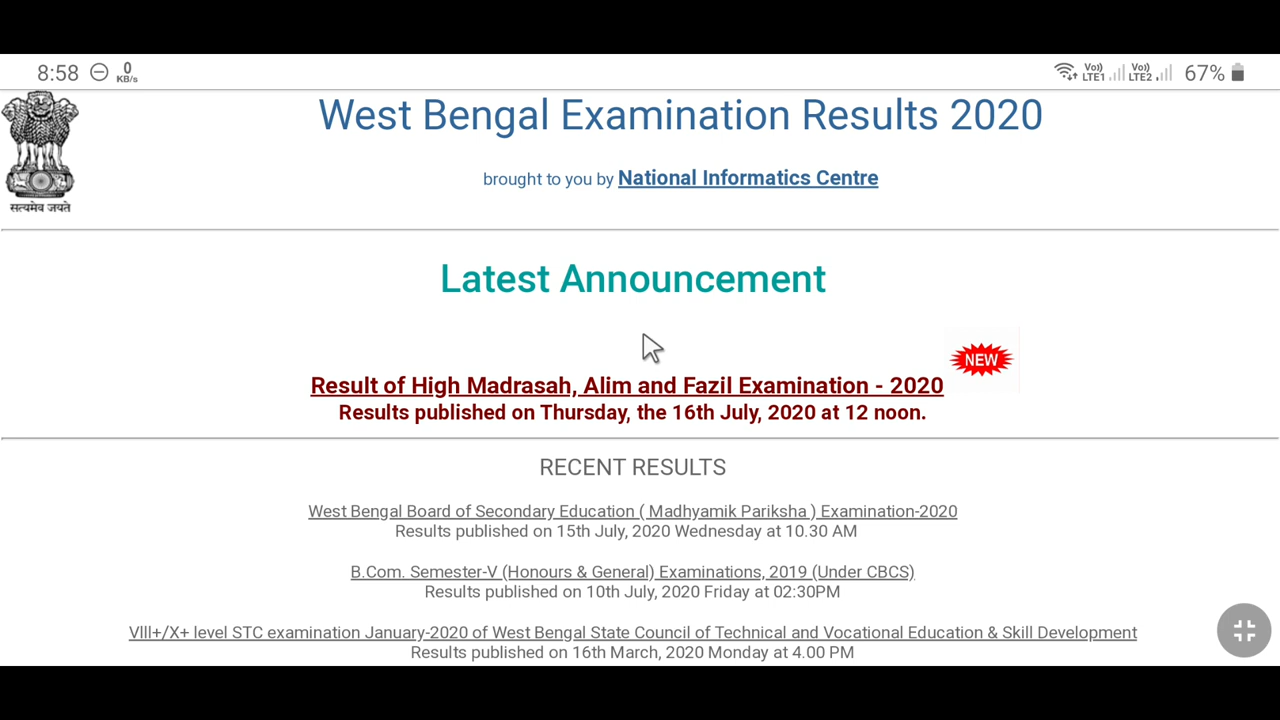 8:58 0 KB/s Vo) LTE1 Vo) LTE2 67%
West Bengal Examination Results 2020
brought to you by National Informatics Centre
सत्यमेव जयते
Latest Announcement
NEW
Result of High Madrasah, Alim and Fazil Examination - 2020
Results published on Thursday, the 16th July, 2020 at 12 noon.
RECENT RESULTS
West Bengal Board of Secondary Education ( Madhyamik Pariksha ) Examination-2020
Results published on 15th July, 2020 Wednesday at 10.30 AM
B.Com. Semester-V (Honours & General) Examinations, 2019 (Under CBCS)
Results published on 10th July, 2020 Friday at 02:30PM
Vlll+/X+ level STC examination January-2020 of West Bengal State Council of Technical and Vocational Education & Skill Development
Results published on 16th March, 2020 Monday at 4.00 PM